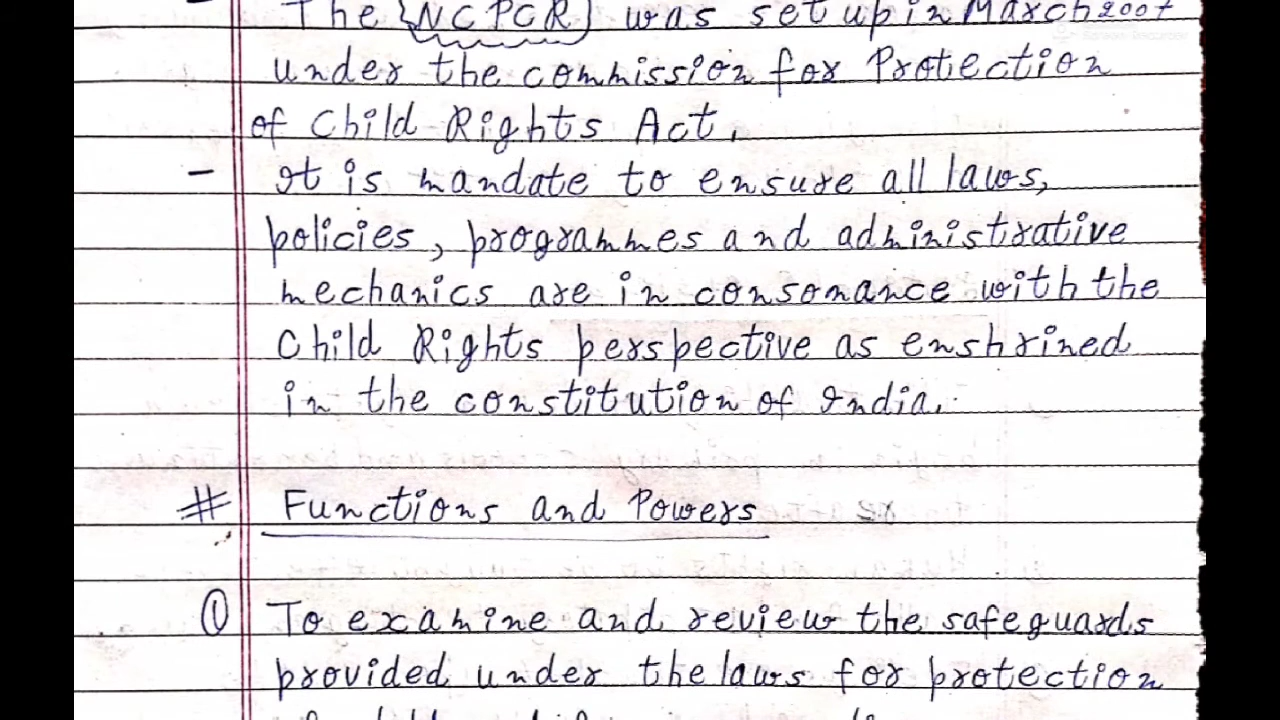 The {NCPCR} was set up in March 2007
under the commission for Protection
of Child Rights Act.
- It is mandate to ensure all laws,
policies, programmes and administrative
mechanics are in consonance with the
Child Rights perspective as enshrined
in the constitution of India.
# Functions and Powers
① To examine and review the safeguards
provided under the laws for protection